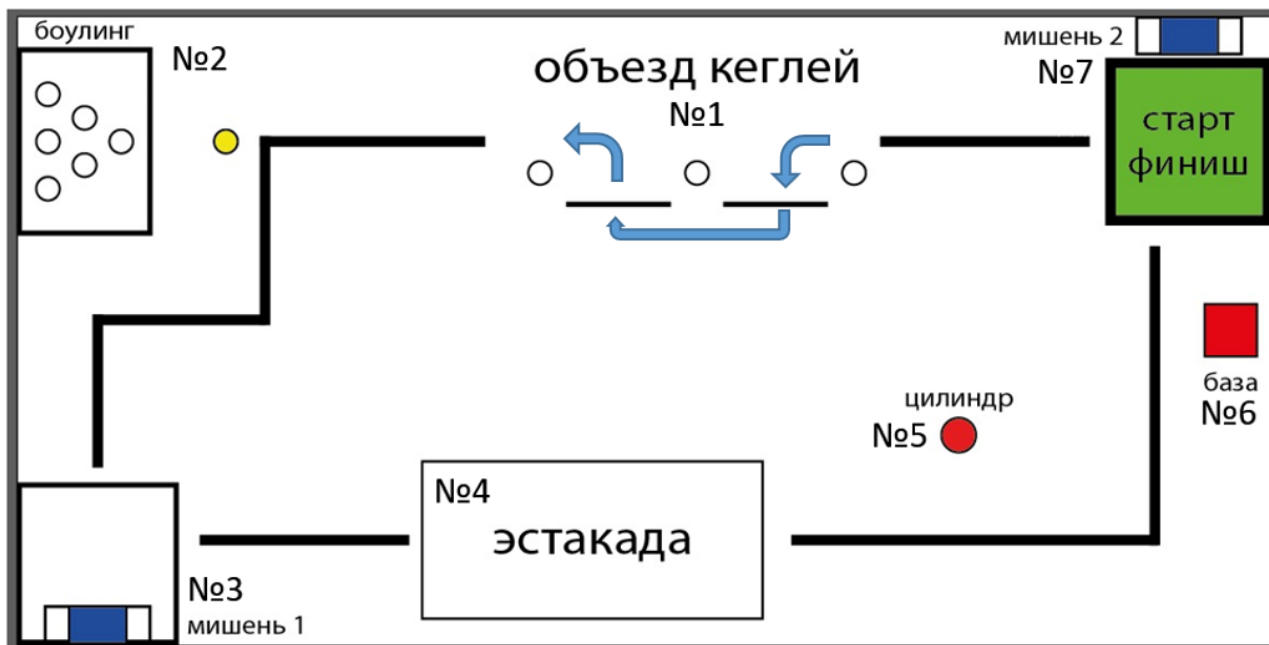 боулинг
№2
объезд кеглей
№1
мишень 2
№7
старт
финиш
база
№6
цилиндр
№5
№4
эстакада
№3
мишень 1